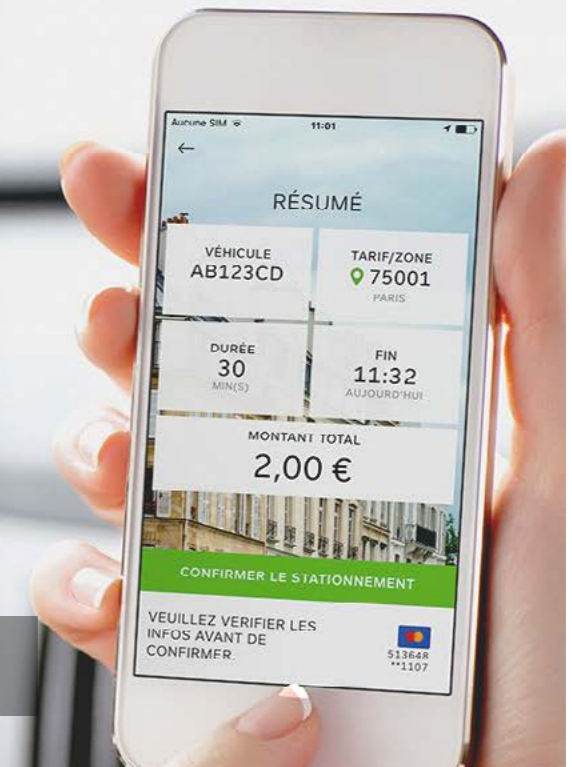 Aucune SIM 11:01
←
RÉSUMÉ
VÉHICULE
AB123CD
TARIF/ZONE
75001
PARIS
DURÉE
30
MIN(S)
FIN
11:32
AUJOURD'HUI
MONTANT TOTAL
2,00 €
CONFIRMER LE STATIONNEMENT
VEUILLEZ VERIFIER LES
INFOS AVANT DE
CONFIRMER.
513648
**1107